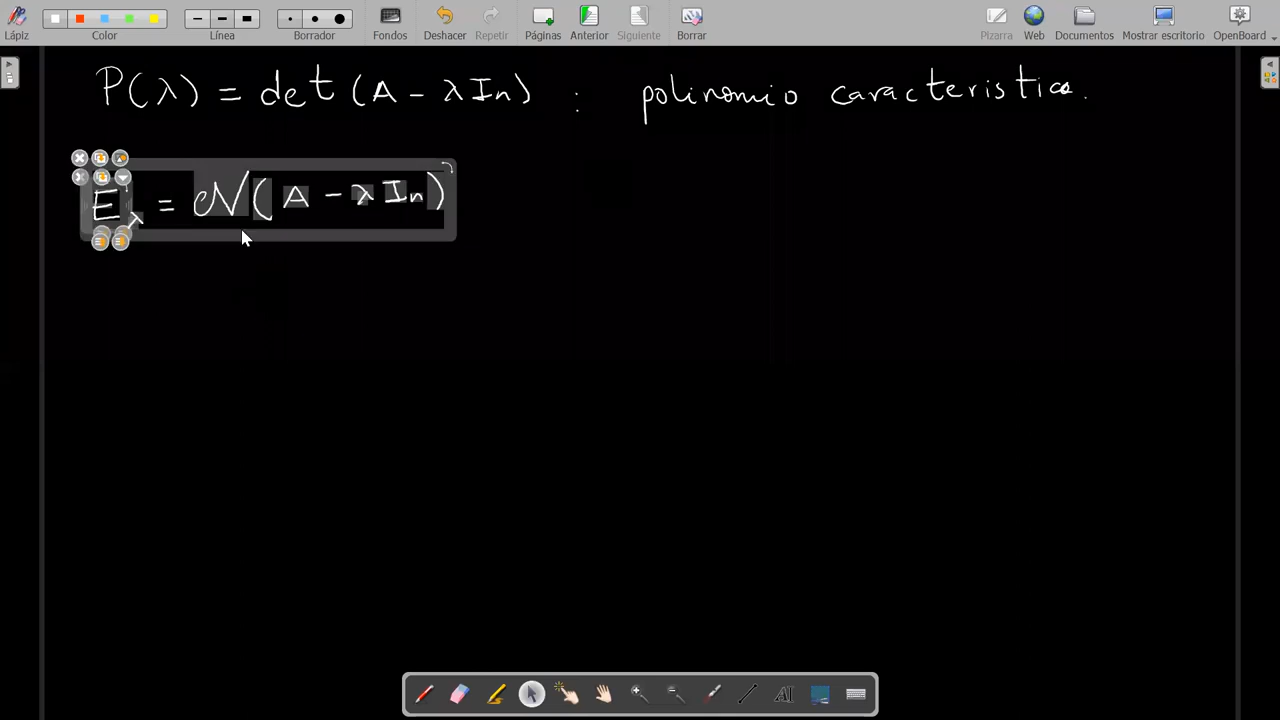 Lápiz Color Línea Borrador Fondos Deshacer Repetir Páginas Anterior Siguiente Borrar Pizarra Web Documentos Mostrar escritorio OpenBoard
P(λ) = det (A - λIn) : polinomio caracteristico.
Eλ = N(A - λIn)
AI